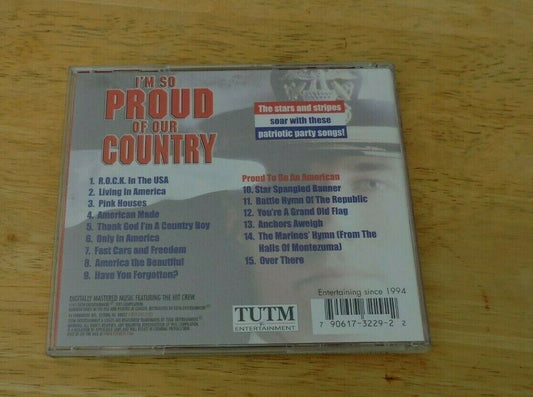 I'M SO
PROUD
OF OUR
COUNTRY
The stars and stripes
soar with these
patriotic party songs!
1. R.O.C.K. In The USA
2. Living In America
3. Pink Houses
4. American Made
5. Thank God I'm A Country Boy
6. Only In America
7. Fast Cars and Freedom
8. America the Beautiful
9. Have You Forgotten?
Proud To Be An American
10. Star Spangled Banner
11. Battle Hymn Of The Republic
12. You're A Grand Old Flag
13. Anchors Aweigh
14. The Marines' Hymn (From The
Halls Of Montezuma)
15. Over There
DIGITALLY MASTERED MUSIC FEATURING THE HIT CREW
TUTM
ENTERTAINMENT
Entertaining since 1994
7 90617-3229-2 2